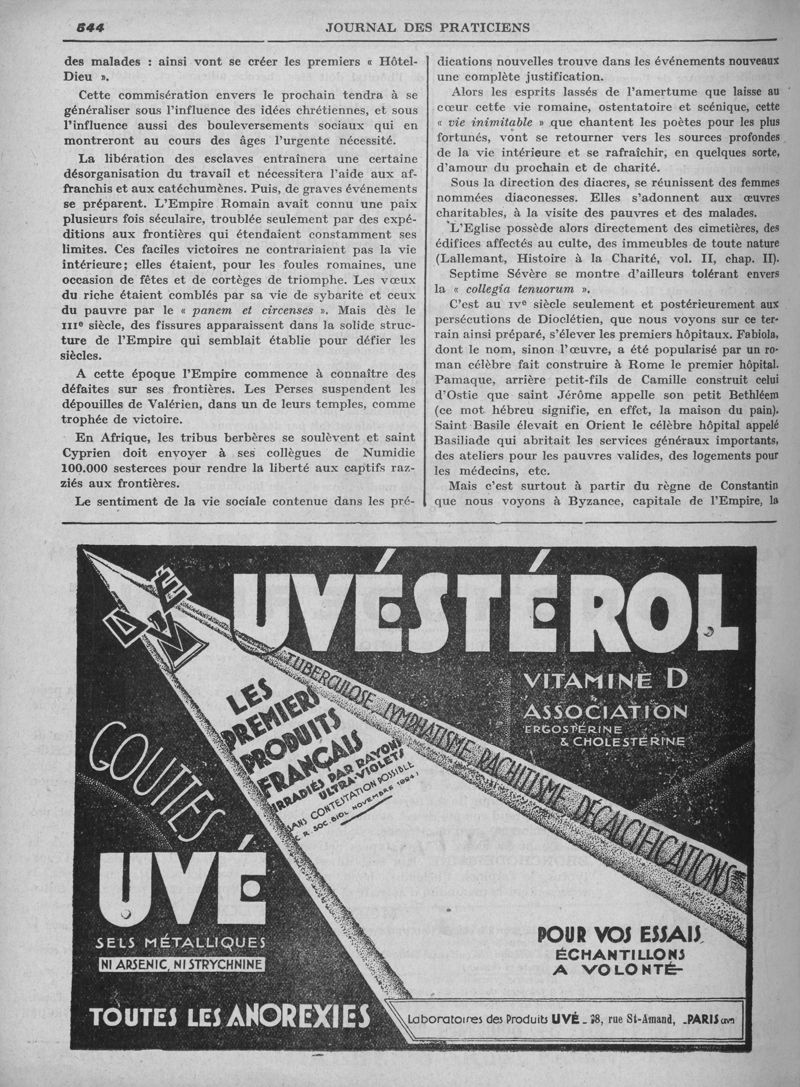 544
JOURNAL DES PRATICIENS
des malades : ainsi vont se créer les premiers « Hôtel-
Dieu ».
Cette commisération envers le prochain tendra à se
généraliser sous l'influence des idées chrétiennes, et sous
l'influence aussi des bouleversements sociaux qui en
montreront au cours des âges l'urgente nécessité.
La libération des esclaves entraînera une certaine
désorganisation du travail et nécessitera l'aide aux af-
franchis et aux catéchumènes. Puis, de graves événements
se préparent. L'Empire Romain avait connu une paix
plusieurs fois séculaire, troublée seulement par des expé-
ditions aux frontières qui étendaient constamment ses
limites. Ces faciles victoires ne contrariaient pas la vie
intérieure; elles étaient, pour les foules romaines, une
occasion de fêtes et de cortèges de triomphe. Les vœux
du riche étaient comblés par sa vie de sybarite et ceux
du pauvre par le « panem et circenses ». Mais dès le
IIIe siècle, des fissures apparaissent dans la solide struc-
ture de l'Empire qui semblait établie pour défier les
siècles.
A cette époque l'Empire commence à connaître des
défaites sur ses frontières. Les Perses suspendent les
dépouilles de Valérien, dans un de leurs temples, comme
trophée de victoire.
En Afrique, les tribus berbères se soulèvent et saint
Cyprien doit envoyer à ses collègues de Numidie
100.000 sesterces pour rendre la liberté aux captifs raz-
ziés aux frontières.
Le sentiment de la vie sociale contenue dans les pré-
dications nouvelles trouve dans les événements nouveaux
une complète justification.
Alors les esprits lassés de l'amertume que laisse au
cœur cette vie romaine, ostentatoire et scénique, cette
« vie inimitable » que chantent les poètes pour les plus
fortunés, vont se retourner vers les sources profondes
de la vie intérieure et se rafraîchir, en quelques sorte,
d'amour du prochain et de charité.
Sous la direction des diacres, se réunissent des femmes
nommées diaconesses. Elles s'adonnent aux œuvres
charitables, à la visite des pauvres et des malades.
L'Eglise possède alors directement des cimetières, des
édifices affectés au culte, des immeubles de toute nature
(Lallemant, Histoire à la Charité, vol. II, chap. II).
Septime Sévère se montre d'ailleurs tolérant envers
la « collegia tenuorum ».
C'est au IVe siècle seulement et postérieurement aux
persécutions de Dioclétien, que nous voyons sur ce ter-
rain ainsi préparé, s'élever les premiers hôpitaux. Fabiola,
dont le nom, sinon l'œuvre, a été popularisé par un ro-
man célèbre fait construire à Rome le premier hôpital.
Pamaque, arrière petit-fils de Camille construit celui
d'Ostie que saint Jérôme appelle son petit Bethléem
(ce mot hébreu signifie, en effet, la maison du pain).
Saint Basile élevait en Orient le célèbre hôpital appelé
Basiliade qui abritait les services généraux importants,
des ateliers pour les pauvres valides, des logements pour
les médecins, etc.
Mais c'est surtout à partir du règne de Constantin
que nous voyons à Byzance, capitale de l'Empire, la
UVÉ
UVÉSTÉROL
VITAMINE D
ASSOCIATION
ERGOSTÉRINE
& CHOLESTÉRINE
TUBERCULOSE LYMPHATISME RACHITISME DÉCALCIFICATIONS
LES
PREMIERS
PRODUITS
FRANÇAIS
IRRADIÉS PAR RAYONS
ULTRA-VIOLETS
SANS CONTESTATION POSSIBLE
C. R. SOC. BIOL. NOVEMBRE 1924
GOUTTES
UVÉ
SELS MÉTALLIQUES
NI ARSENIC, NI STRYCHNINE
TOUTES LES ANOREXIES
POUR VOS ESSAIS
ÉCHANTILLONS
A VOLONTÉ
Laboratoires des Produits UVÉ - 38, rue St-Amand, - PARIS (XVe)